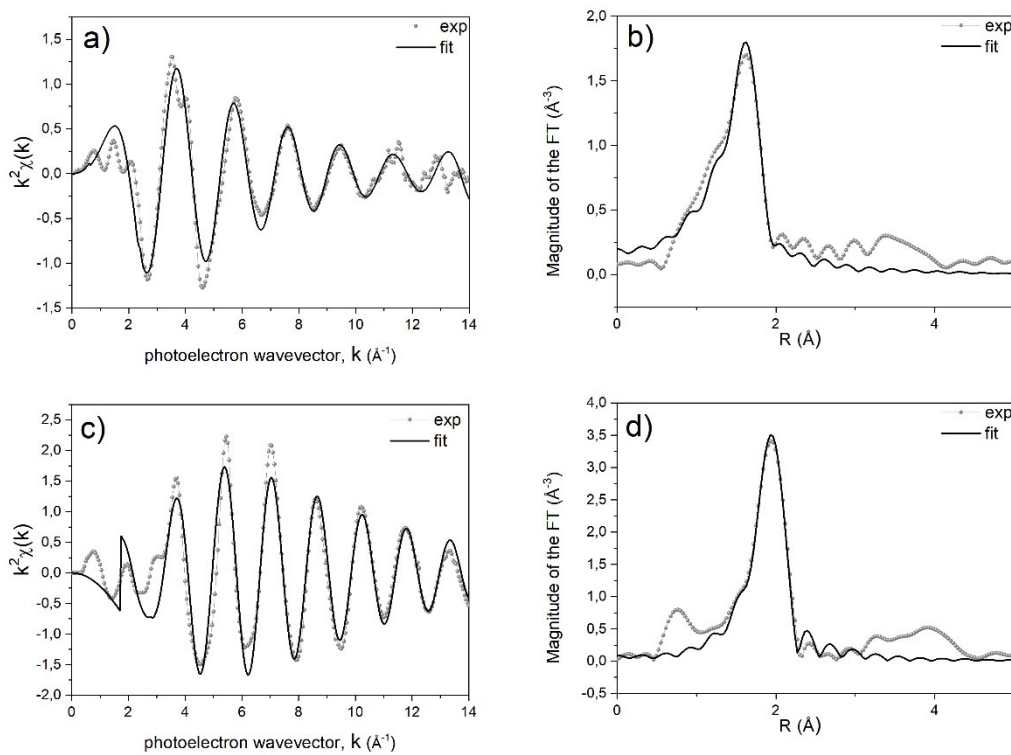 a)
exp
fit
1,5
1,0
0,5
0,0
-0,5
-1,0
-1,5
k²χ(k)
0 2 4 6 8 10 12 14
photoelectron wavevector, k (Å⁻¹)
b)
exp
fit
2,0
1,5
1,0
0,5
0,0
Magnitude of the FT (Å⁻³)
0 2 4
R (Å)
c)
exp
fit
2,5
2,0
1,5
1,0
0,5
0,0
-0,5
-1,0
-1,5
-2,0
k²χ(k)
0 2 4 6 8 10 12 14
photoelectron wavevector, k (Å⁻¹)
d)
exp
fit
4,0
3,5
3,0
2,5
2,0
1,5
1,0
0,5
0,0
-0,5
Magnitude of the FT (Å⁻³)
0 2 4
R (Å)